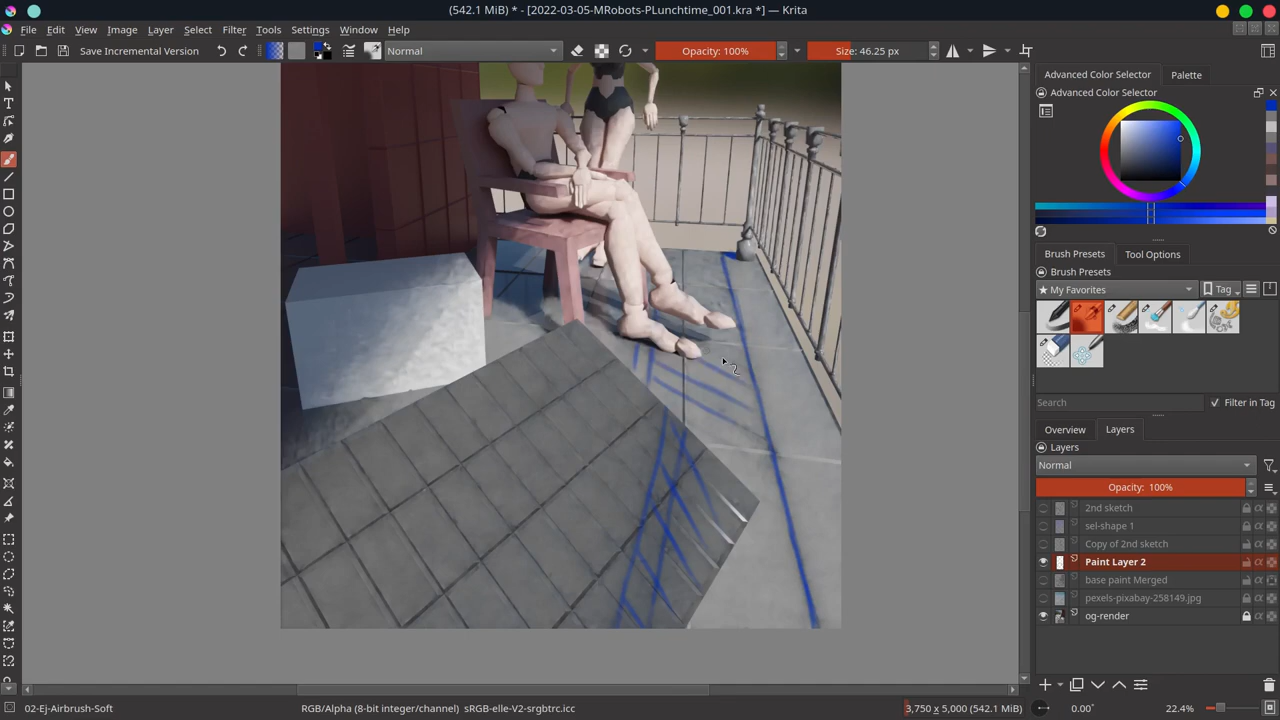 (542.1 MiB) * - [2022-03-05-MRobots-PLunchtime_001.kra *] - Krita
File Edit View Image Layer Select Filter Tools Settings Window Help
Save Incremental Version Normal Opacity: 100% Size: 46.25 px
Advanced Color Selector Palette
Advanced Color Selector
Brush Presets Tool Options
Brush Presets
★ My Favorites Tag
Search Filter in Tag
Overview Layers
Layers
Normal
Opacity: 100%
2nd sketch
sel-shape 1
Copy of 2nd sketch
Paint Layer 2
base paint Merged
pexels-pixabay-258149.jpg
og-render
02-Ej-Airbrush-Soft RGB/Alpha (8-bit integer/channel) sRGB-elle-V2-srgbtrc.icc 3,750 x 5,000 (542.1 MiB) 0.00° 22.4%